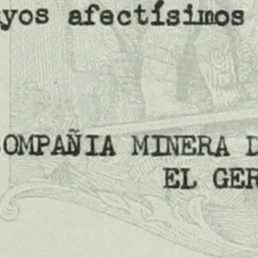 yos afectísimos
OMPAÑIA MINERA D
EL GER